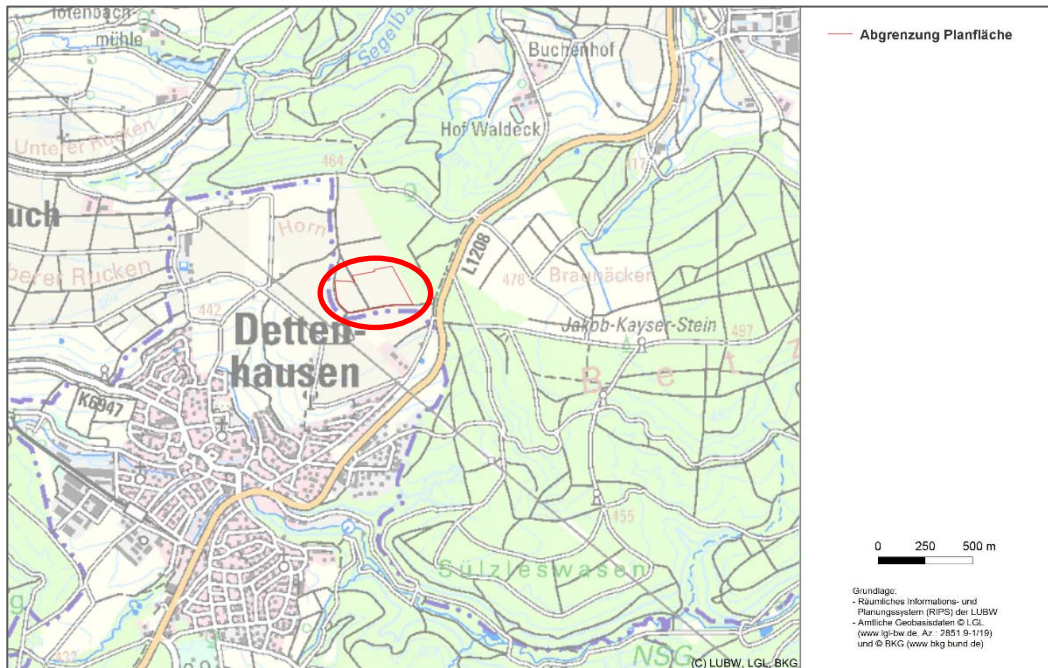 Totenbach-
mühle
Segelba
Buchenhof
Hof Waldeck
Unterer Rucken
464
417
uch
Horn
L1208
berer Rucken
478
Braunäcker
442
Detten-
hausen
Jakob-Kayser-Stein
497
B e t z
K6947
455
Sülzleswasen
NSG
(C) LUBW, LGL, BKG
Abgrenzung Planfläche
0 250 500 m
Grundlage:
- Räumliches Informations- und
Planungssystem (RIPS) der LUBW
- Amtliche Geobasisdaten © LGL
(www.lgl-bw.de, Az.: 2851.9-1/19)
und © BKG (www.bkg.bund.de)